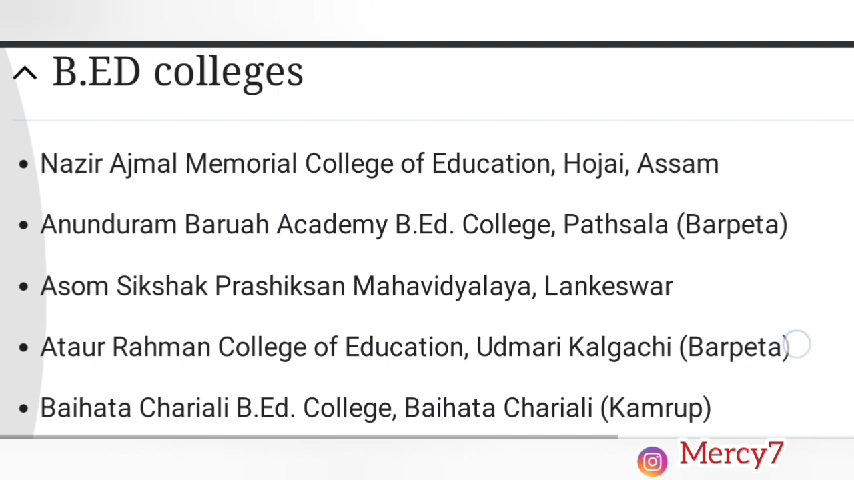 B.ED colleges
• Nazir Ajmal Memorial College of Education, Hojai, Assam
• Anunduram Baruah Academy B.Ed. College, Pathsala (Barpeta)
• Asom Sikshak Prashiksan Mahavidyalaya, Lankeswar
• Ataur Rahman College of Education, Udmari Kalgachi (Barpeta)
• Baihata Chariali B.Ed. College, Baihata Chariali (Kamrup)
Mercy7